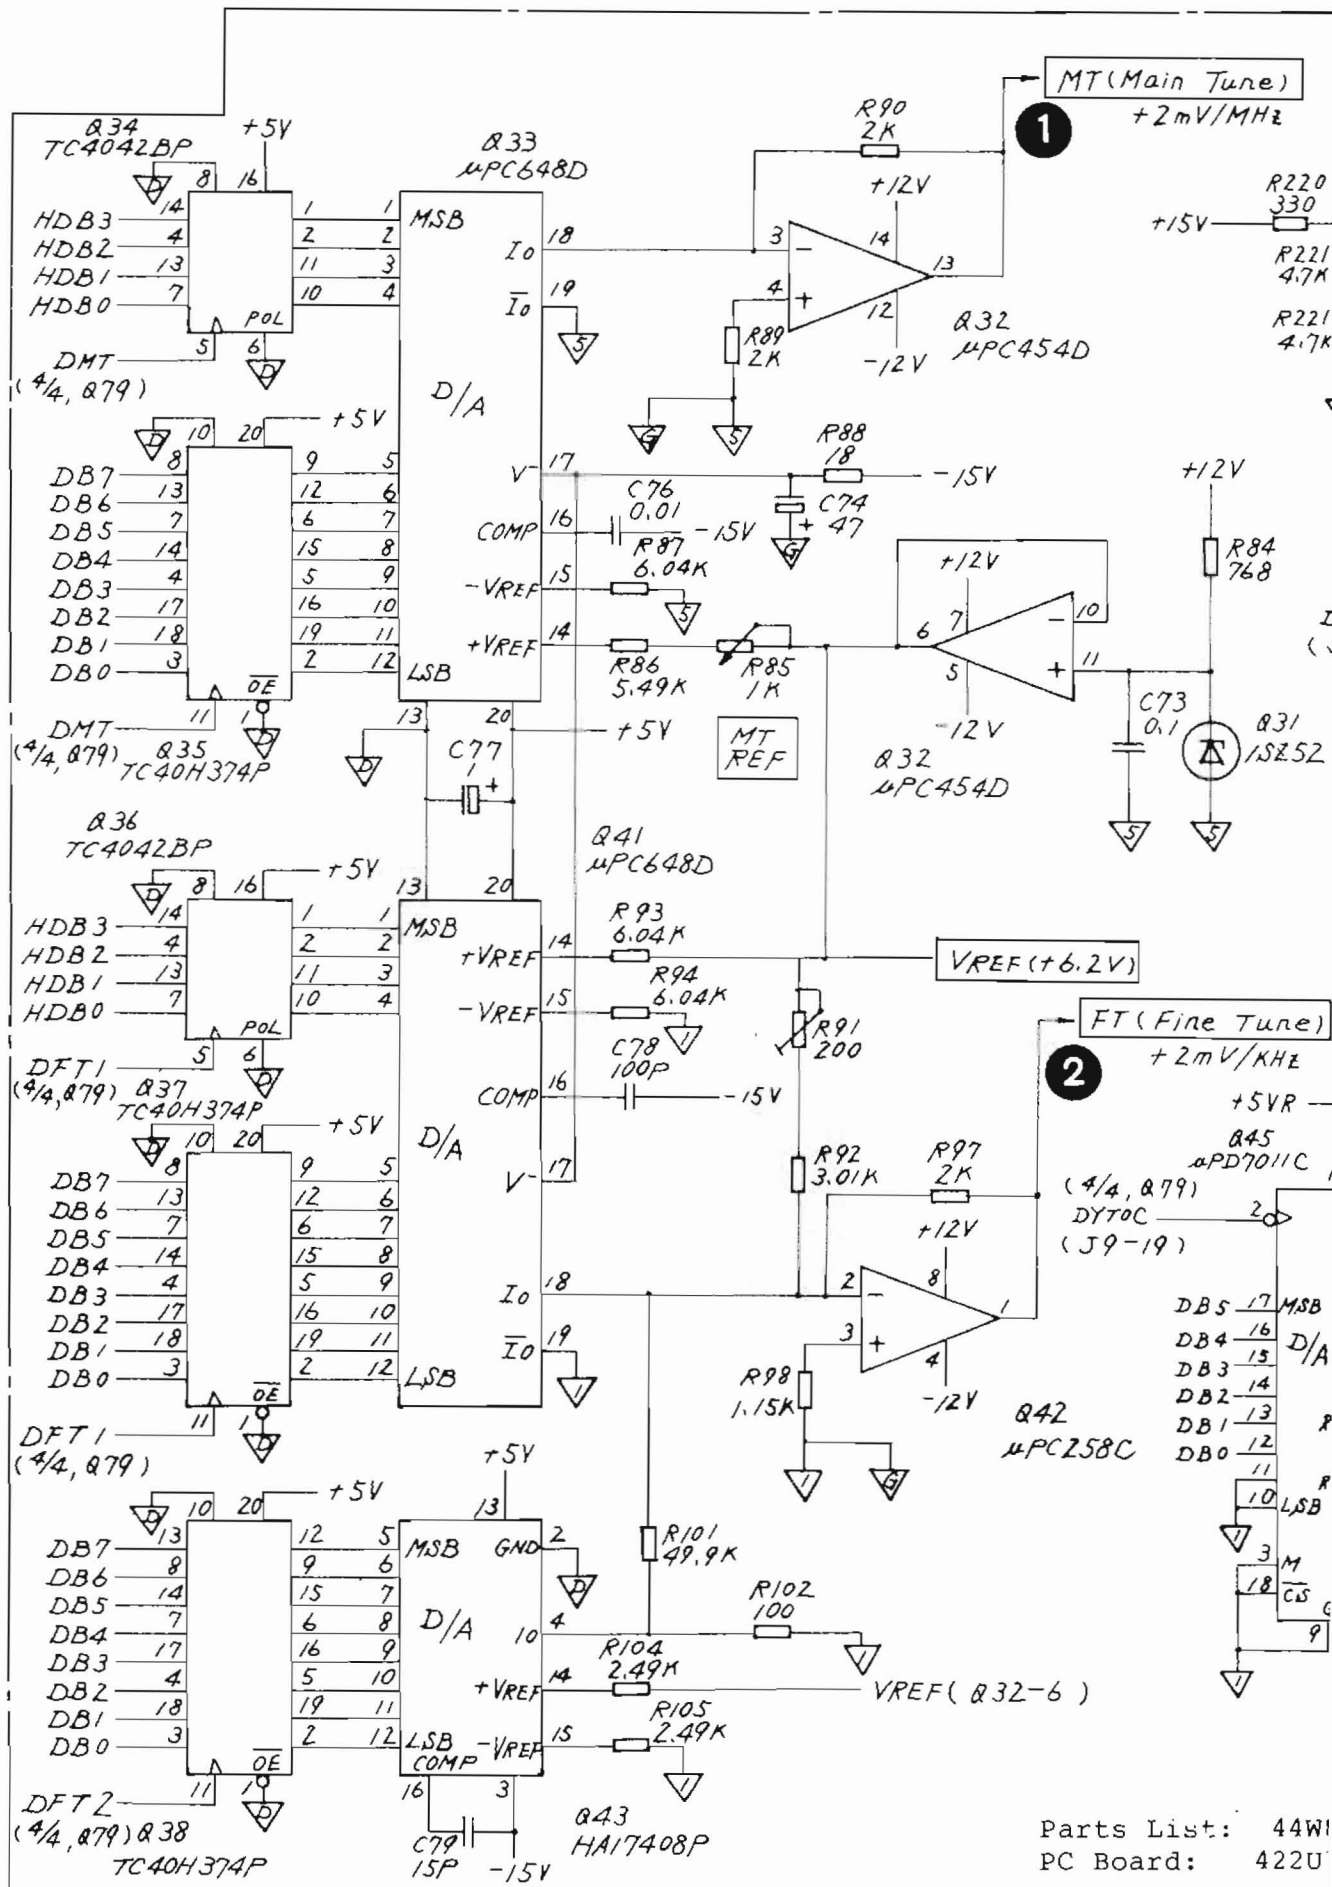 MT (Main Tune)
+2mV/MHz
1
R90
2K
Q34
TC4042BP
+5V
Q33
μPC648D
8
16
HDB3 14
HDB2 4
HDB1 13
HDB0 7
1
2
11
10
1 MSB
2
3
4
POL
5
6
DMT
(4/4, Q79)
D
D
Io 18
Io 19
5
D/A
+12V
3 -
4 +
14
13
12
-12V
Q32
μPC454D
R89
2K
G
5
R220
330
+15V
R221
4.7K
R221
4.7K
D
10
20
+5V
DB7 8
DB6 13
DB5 7
DB4 14
DB3 4
DB2 17
DB1 18
DB0 3
9 5
12 6
6 7
15 8
5 9
16 10
19 11
2 12 LSB
OE
11
1
D
DMT
(4/4, Q79)
Q35
TC40H374P
V- 17
COMP 16
-VREF 15
+VREF 14
R88
18
-15V
C76
0.01
-15V
C74
47
+
G
R87
6.04K
5
R86
5.49K
R85
1K
MT
REF
+12V
7
6
5
- 10
+ 11
-12V
Q32
μPC454D
+12V
R84
768
C73
0.1
Q31
1SZ52
5
5
13
20
D
+5V
C77
1
+
Q36
TC4042BP
+5V
Q41
μPC648D
8
16
13
20
D
HDB3 14
HDB2 4
HDB1 13
HDB0 7
1 1 MSB
2 2
11 3
10 4
POL
5
6
D
DFT1
(4/4, Q79)
+VREF 14
-VREF 15
COMP 16
V- 17
R93
6.04K
R94
6.04K
1
C78
100P
-15V
VREF (+6.2V)
R91
200
FT (Fine Tune)
+2mV/KHz
2
Q37
TC40H374P
D
10
20
+5V
D/A
DB7 8
DB6 13
DB5 7
DB4 14
DB3 4
DB2 17
DB1 18
DB0 3
9 5
12 6
6 7
15 8
5 9
16 10
19 11
2 12 LSB
OE
11
1
D
DFT1
(4/4, Q79)
Io 18
Io 19
1
R92
3.01K
R97
2K
+12V
2 -
3 +
8
1
4
-12V
R98
1.15K
1
G
Q42
μPC258C
+5VR
Q45
μPD7011C
(4/4, Q79)
DYTOC
(J9-19)
2
DB5 17 MSB
DB4 16
DB3 15
DB2 14
DB1 13
DB0 12
D/A
11
10 LSB
1
3 M
18 CS
9
1
D
10
20
+5V
+5V
13
DB7 13
DB6 8
DB5 14
DB4 7
DB3 17
DB2 4
DB1 18
DB0 3
12 5 MSB
9 6
15 7
6 8
16 9
5 10
19 11
2 12 LSB
OE
11
1
D
DFT2
(4/4, Q79) Q38
TC40H374P
GND 2
D
D/A
IO 4
+VREF 14
-VREF 15
COMP
16
3
C79
15P
-15V
Q43
HA17408P
R101
49.9K
R102
100
1
R104
2.49K
VREF (Q32-6)
R105
2.49K
1
Parts List:
PC Board: